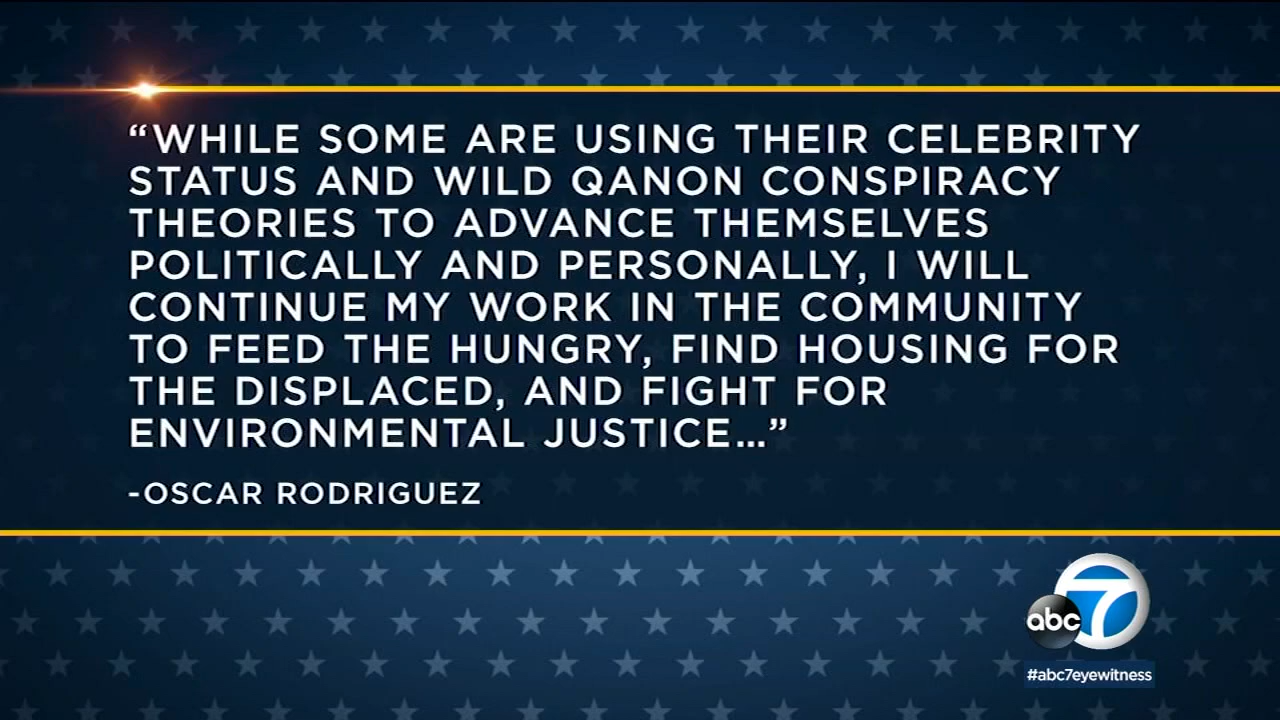 “WHILE SOME ARE USING THEIR CELEBRITY
STATUS AND WILD QANON CONSPIRACY
THEORIES TO ADVANCE THEMSELVES
POLITICALLY AND PERSONALLY, I WILL
CONTINUE MY WORK IN THE COMMUNITY
TO FEED THE HUNGRY, FIND HOUSING FOR
THE DISPLACED, AND FIGHT FOR
ENVIRONMENTAL JUSTICE...”
-OSCAR RODRIGUEZ
abc 7
#abc7eyewitness